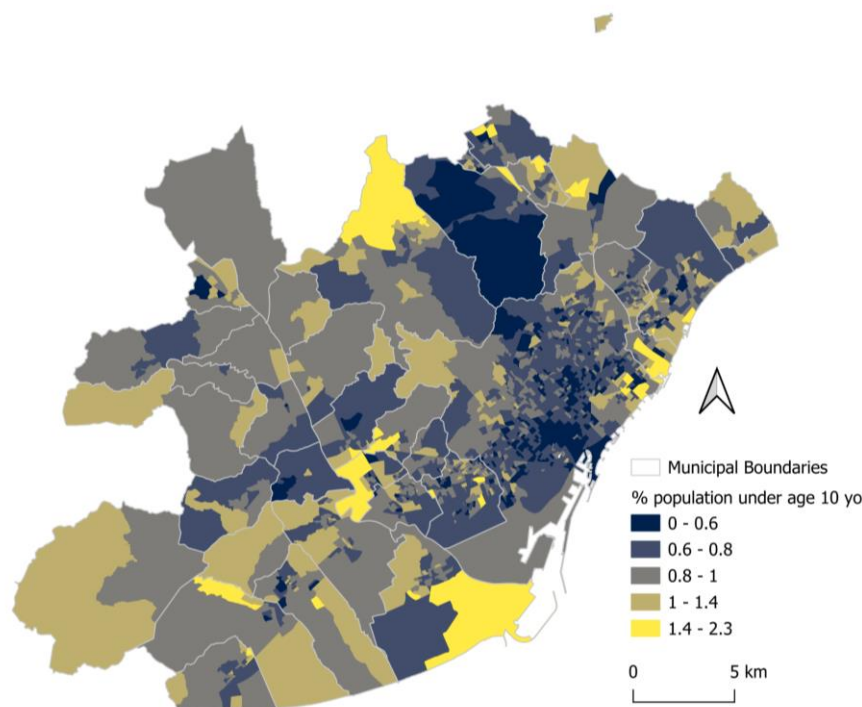 Municipal Boundaries
% population under age 10 yo
0 - 0.6
0.6 - 0.8
0.8 - 1
1 - 1.4
1.4 - 2.3
0 5 km